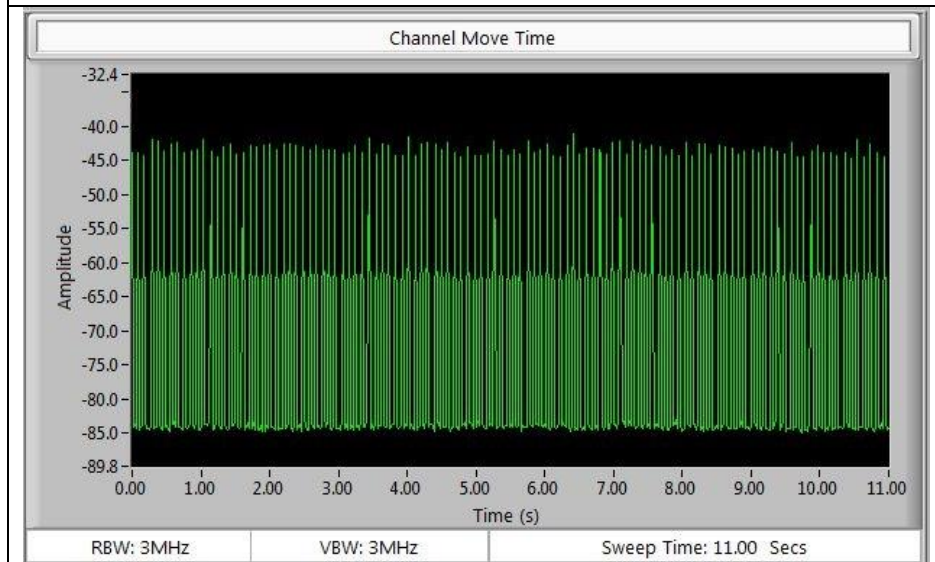 Channel Move Time
-32.4
-40.0
-45.0
-50.0
-55.0
-60.0
-65.0
-70.0
-75.0
-80.0
-85.0
-89.8
Amplitude
0.00 1.00 2.00 3.00 4.00 5.00 6.00 7.00 8.00 9.00 10.00 11.00
Time (s)
RBW: 3MHz VBW: 3MHz Sweep Time: 11.00 Secs